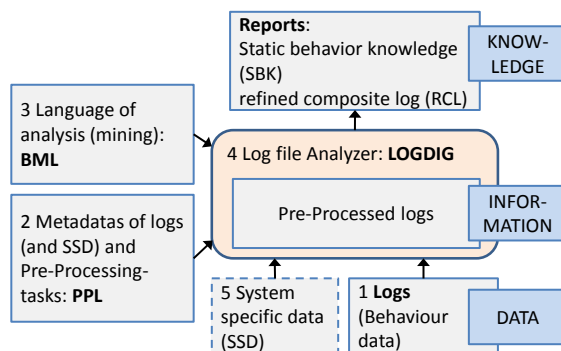 Reports:
Static behavior knowledge
(SBK)
refined composite log (RCL)
KNOW-
LEDGE
3 Language of
analysis (mining):
BML
4 Log file Analyzer: LOGDIG
Pre-Processed logs
INFOR-
MATION
2 Metadatas of logs
(and SSD) and
Pre-Processing-
tasks: PPL
5 System
specific data
(SSD)
1 Logs
(Behaviour
data)
DATA